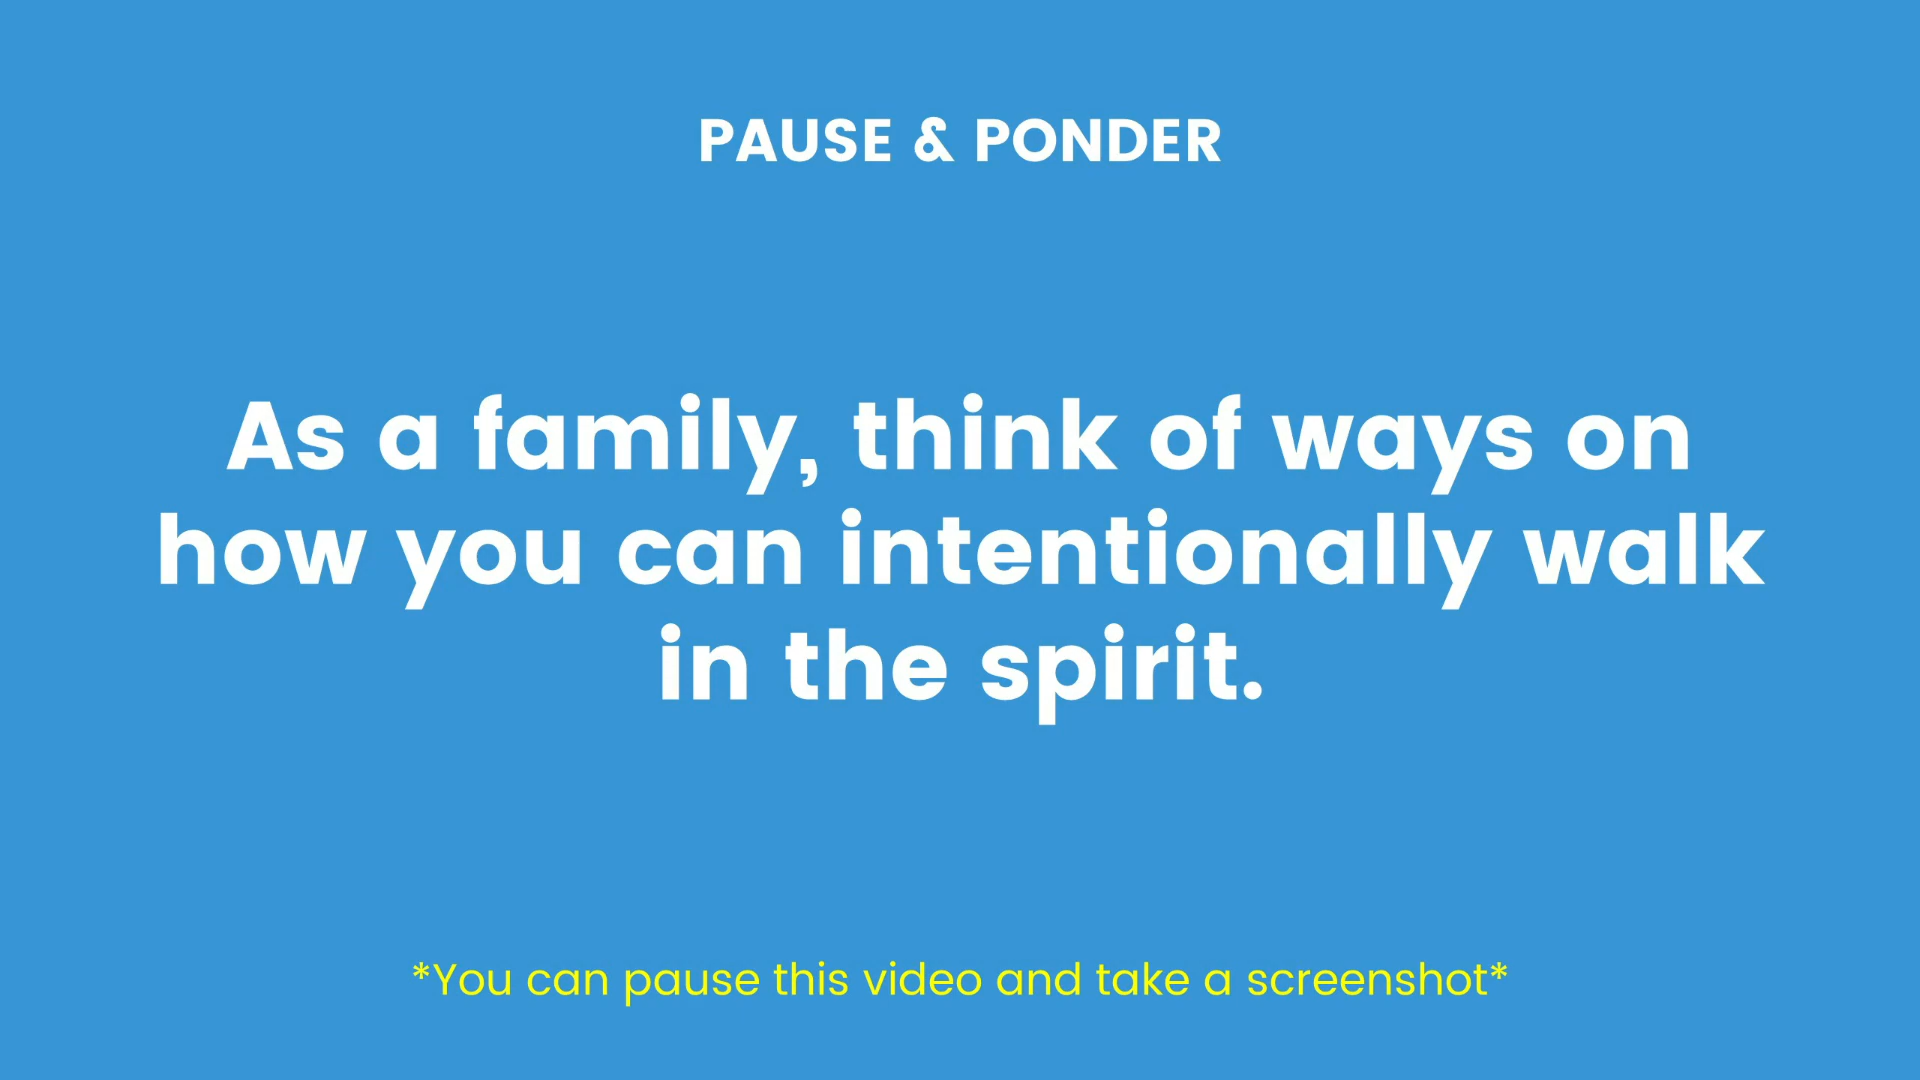 PAUSE & PONDER
As a family, think of ways on
how you can intentionally walk
in the spirit.
*You can pause this video and take a screenshot*